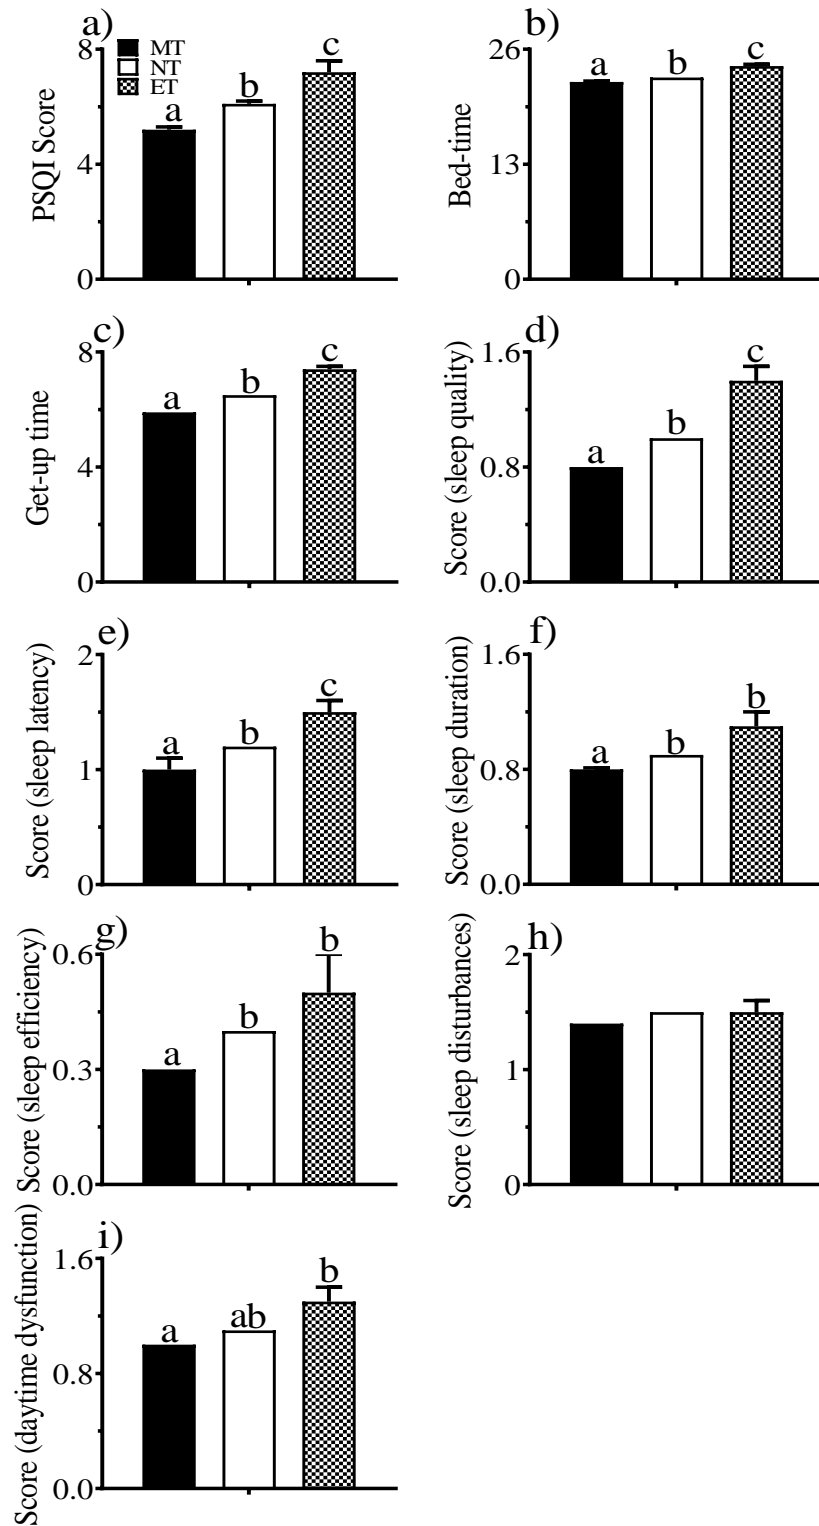 a)
8
4
0
PSQI Score
MT
NT
ET
a
b
c
b)
26
13
0
Bed-time
a
b
c
c)
8
4
0
Get-up time
a
b
c
d)
1.6
0.8
0.0
Score (sleep quality)
a
b
c
e)
2
1
0
Score (sleep latency)
a
b
c
f)
1.6
0.8
0.0
Score (sleep duration)
a
b
b
g)
0.6
0.3
0.0
Score (sleep efficiency)
a
b
b
h)
2
1
0
Score (sleep disturbances)
i)
1.6
0.8
0.0
Score (daytime dysfunction)
a
ab
b